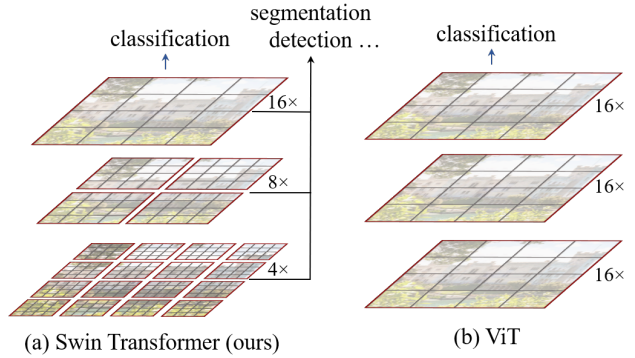 segmentation
classification
detection ...
classification
16×
8×
4×
16×
16×
16×
(a) Swin Transformer (ours)
(b) ViT